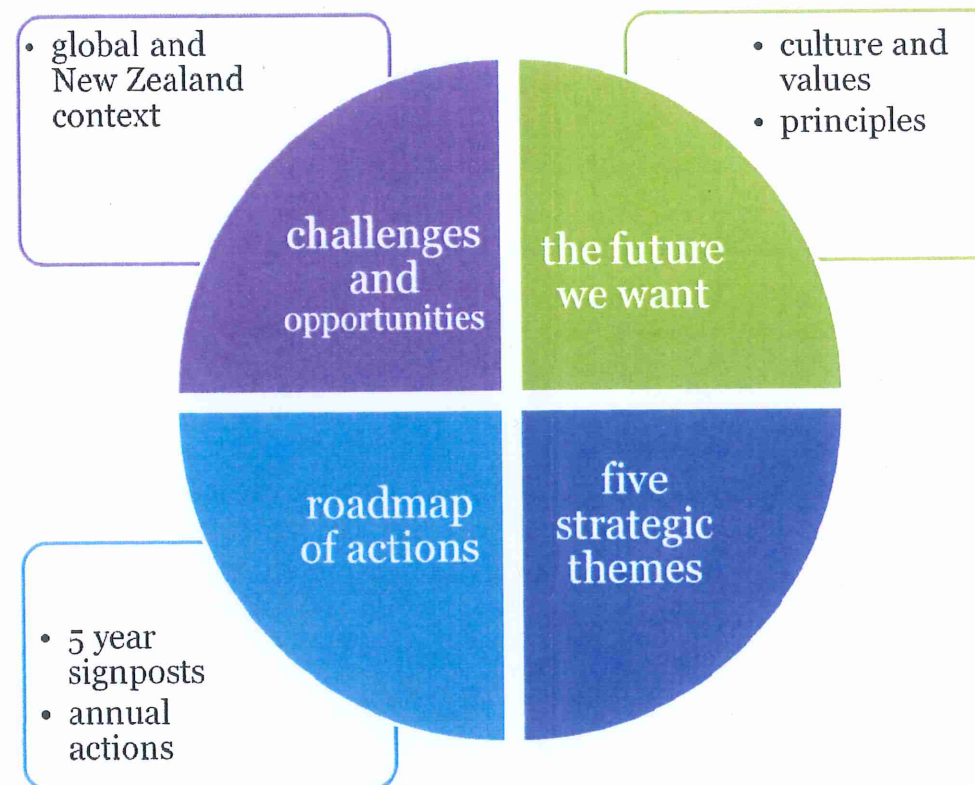 • global and
New Zealand
context
• culture and
values
• principles
challenges
and
opportunities
the future
we want
roadmap
of actions
five
strategic
themes
• 5 year
signposts
• annual
actions